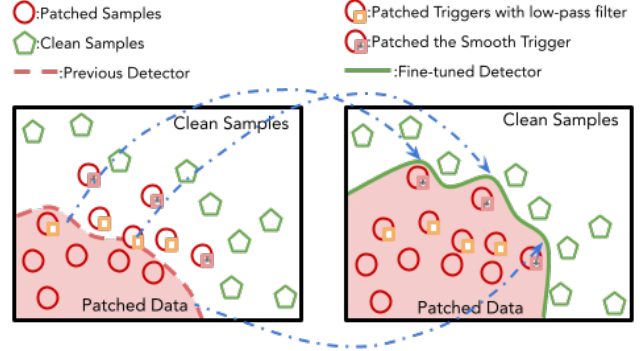 :Patched Samples
:Clean Samples
:Previous Detector
:Patched Triggers with low-pass filter
:Patched the Smooth Trigger
:Fine-tuned Detector
Clean Samples
Patched Data
Clean Samples
Patched Data